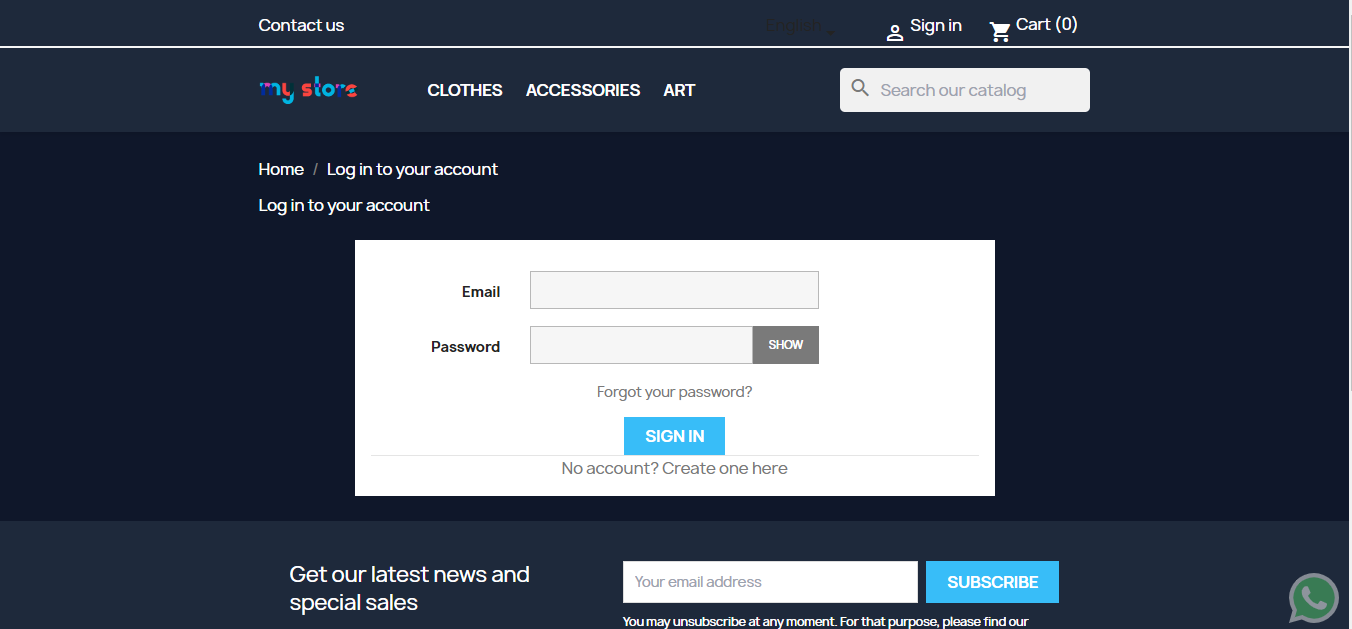 Contact us
English
Sign in
Cart (0)
my store
CLOTHES ACCESSORIES ART
Search our catalog
Home / Log in to your account
Log in to your account
Email
Password
SHOW
Forgot your password?
SIGN IN
No account? Create one here
Get our latest news and
special sales
Your email address
SUBSCRIBE
You may unsubscribe at any moment. For that purpose, please find our